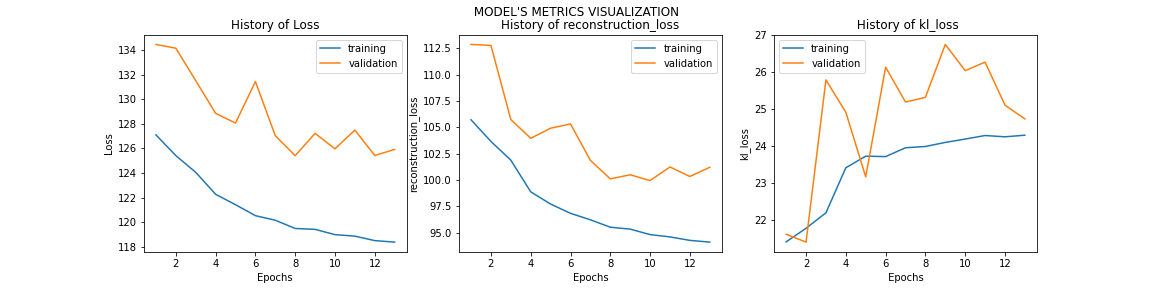 MODEL'S METRICS VISUALIZATION
History of Loss
training
validation
134
132
130
128
126
124
122
120
118
Loss
2
4
6
8
10
12
Epochs
History of reconstruction_loss
training
validation
112.5
110.0
107.5
105.0
102.5
100.0
97.5
95.0
reconstruction_loss
2
4
6
8
10
12
Epochs
History of kl_loss
training
validation
27
26
25
24
23
22
kl_loss
2
4
6
8
10
12
Epochs